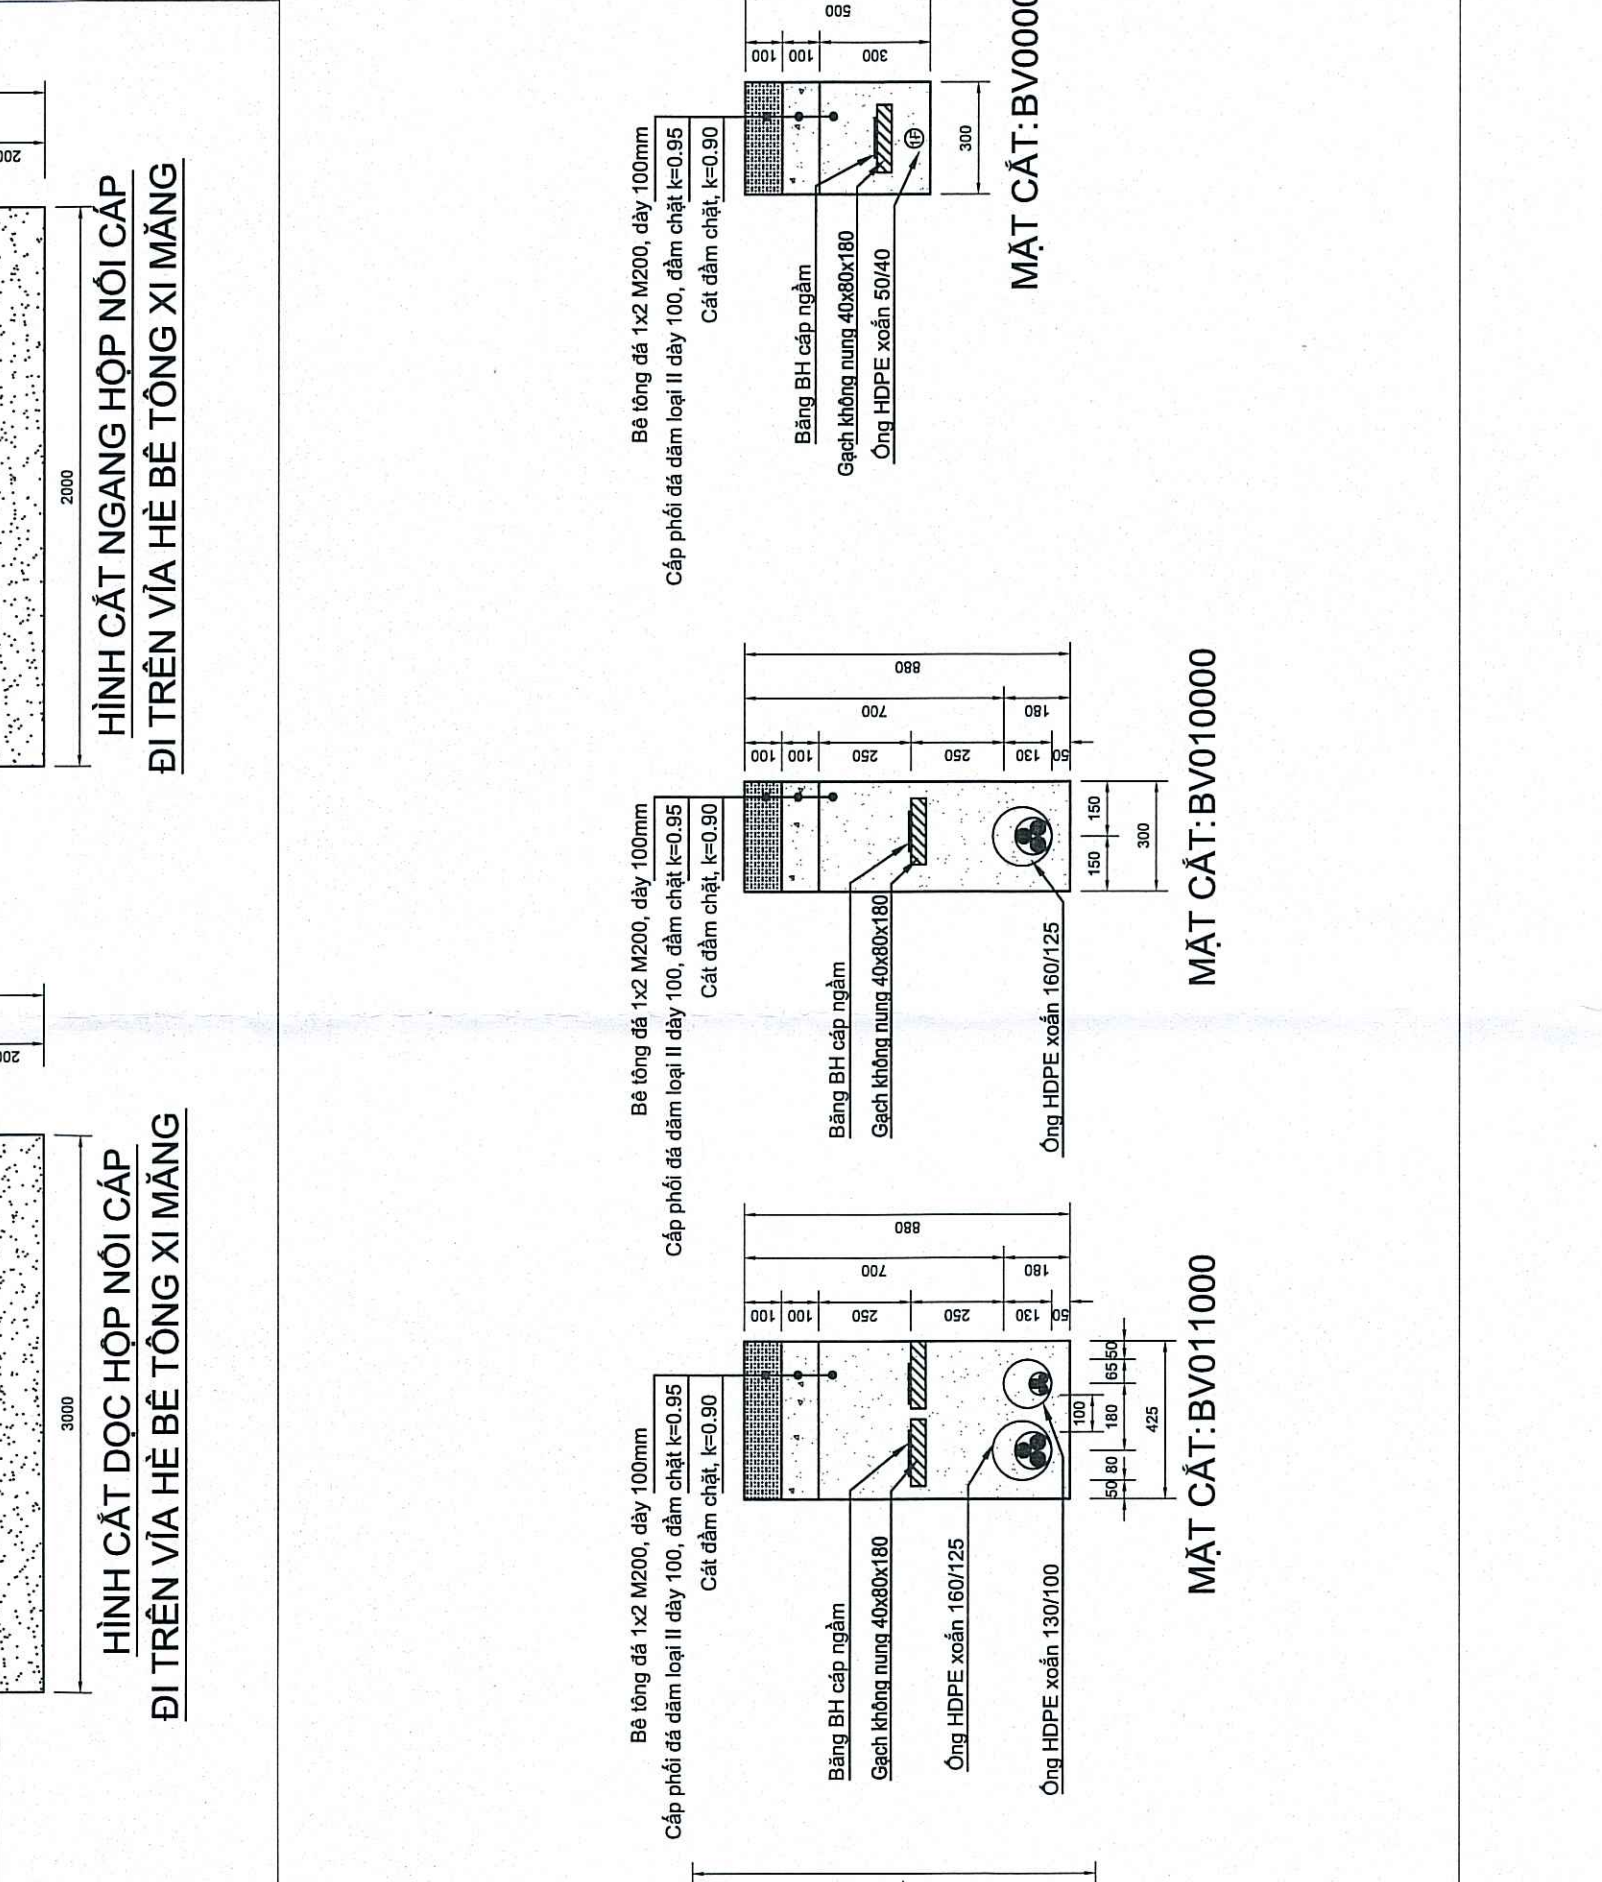 200
3000
HÌNH CẮT DỌC HỘP NỐI CÁP
ĐI TRÊN VỈA HÈ BÊ TÔNG XI MĂNG
200
2000
HÌNH CẮT NGANG HỘP NỐI CÁP
ĐI TRÊN VỈA HÈ BÊ TÔNG XI MĂNG
Bê tông đá 1x2 M200, dày 100mm
Cấp phối đá dăm loại II dày 100, đầm chặt k=0.95
Cát đầm chặt, k=0.90
Băng BH cáp ngầm
Gạch không nung 40x80x180
Ống HDPE xoắn 160/125
Ống HDPE xoắn 130/100
100
100
250
250
130
50
700
180
880
50
80
180
65
50
100
425
MẶT CẮT:BV011000
Bê tông đá 1x2 M200, dày 100mm
Cấp phối đá dăm loại II dày 100, đầm chặt k=0.95
Cát đầm chặt, k=0.90
Băng BH cáp ngầm
Gạch không nung 40x80x180
Ống HDPE xoắn 160/125
100
100
250
250
130
50
700
180
880
150
150
300
MẶT CẮT:BV010000
Bê tông đá 1x2 M200, dày 100mm
Cấp phối đá dăm loại II dày 100, đầm chặt k=0.95
Cát đầm chặt, k=0.90
Băng BH cáp ngầm
Gạch không nung 40x80x180
Ống HDPE xoắn 50/40
1F
100
100
300
500
300
MẶT CẮT:BV000